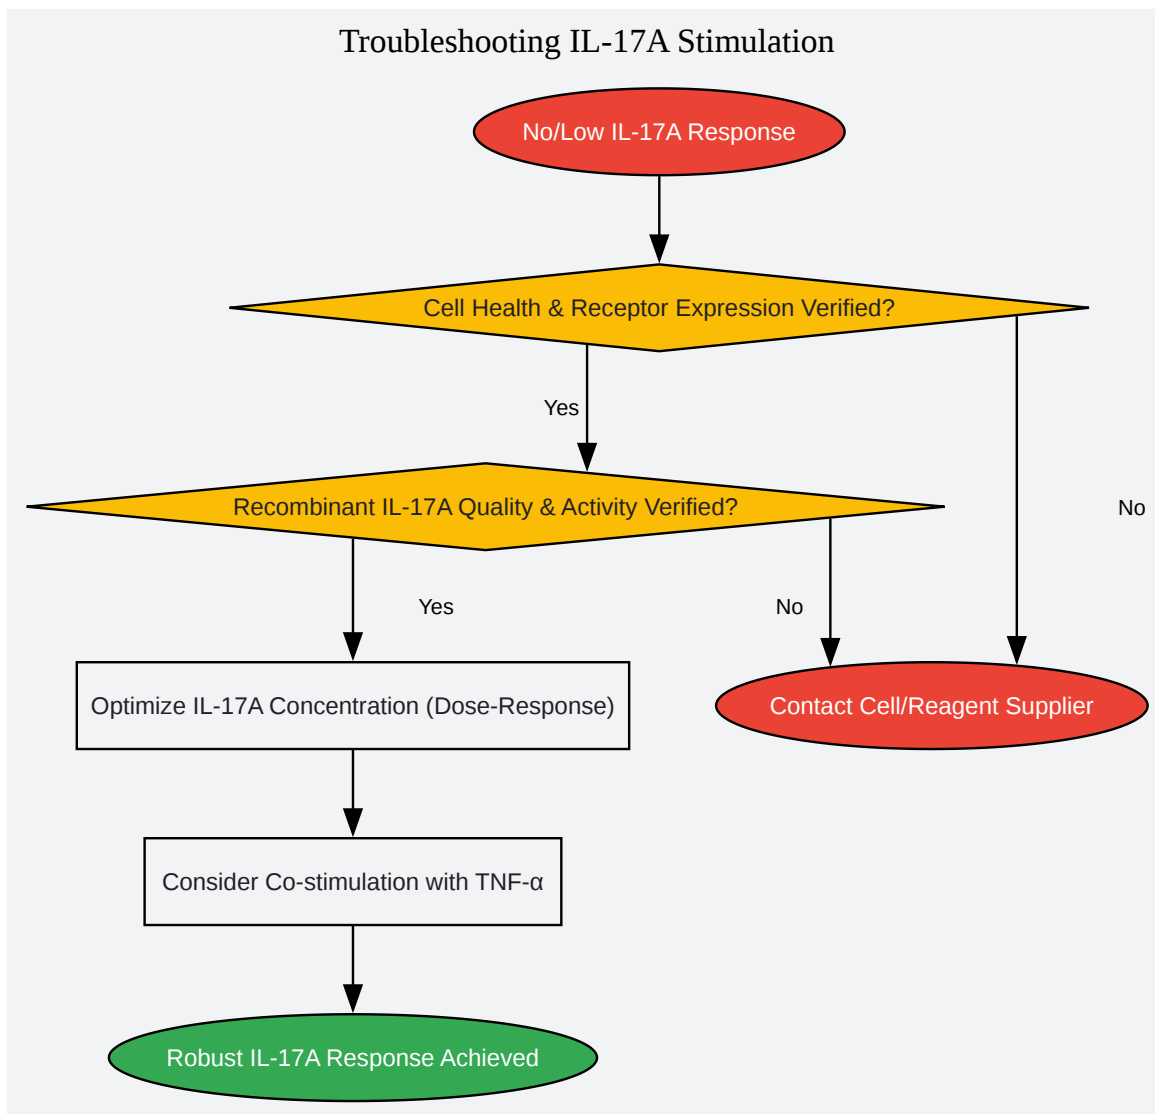 Troubleshooting IL-17A Stimulation
No/Low IL-17A Response
Cell Health & Receptor Expression Verified?
Yes
Recombinant IL-17A Quality & Activity Verified?
No
Yes
No
Optimize IL-17A Concentration (Dose-Response)
Contact Cell/Reagent Supplier
Consider Co-stimulation with TNF-α
Robust IL-17A Response Achieved